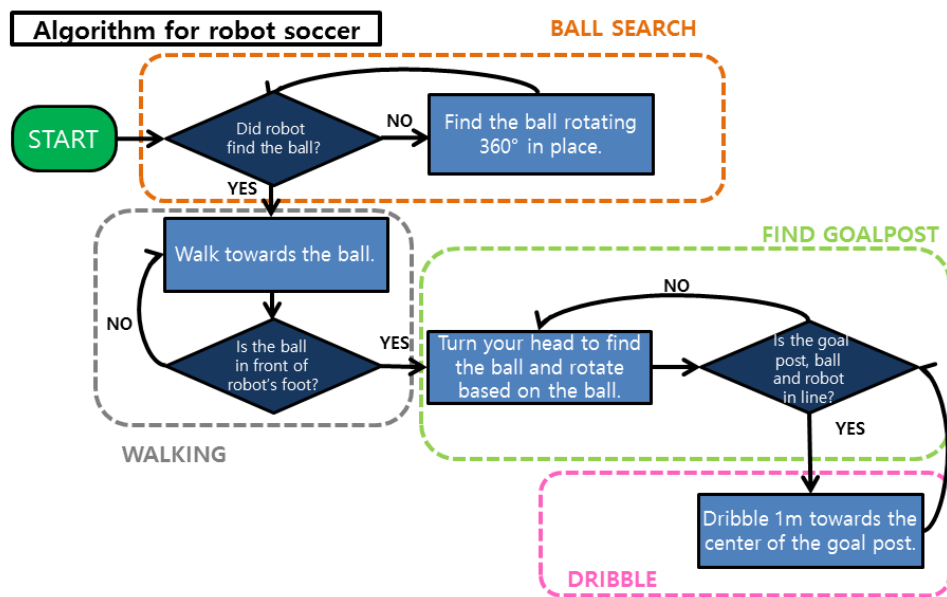 Algorithm for robot soccer
BALL SEARCH
START
Did robot
find the ball?
NO
Find the ball rotating
360° in place.
YES
Walk towards the ball.
NO
Is the ball
in front of
robot's foot?
YES
WALKING
FIND GOALPOST
NO
Turn your head to find
the ball and rotate
based on the ball.
Is the goal
post, ball
and robot
in line?
YES
Dribble 1m towards the
center of the goal post.
DRIBBLE